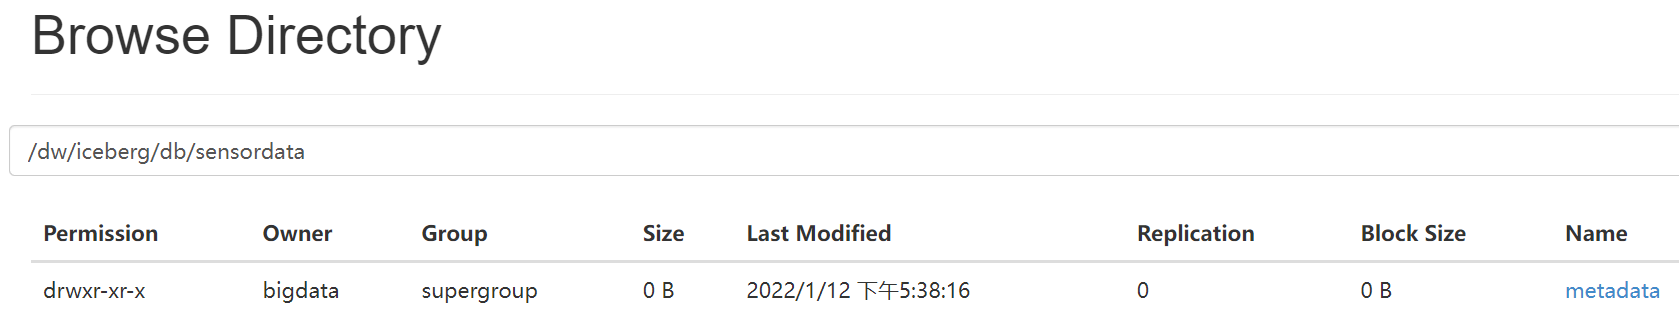 Browse Directory
/dw/iceberg/db/sensordata
Permission Owner Group Size Last Modified Replication Block Size Name
drwxr-xr-x bigdata supergroup 0 B 2022/1/12 下午5:38:16 0 0 B metadata